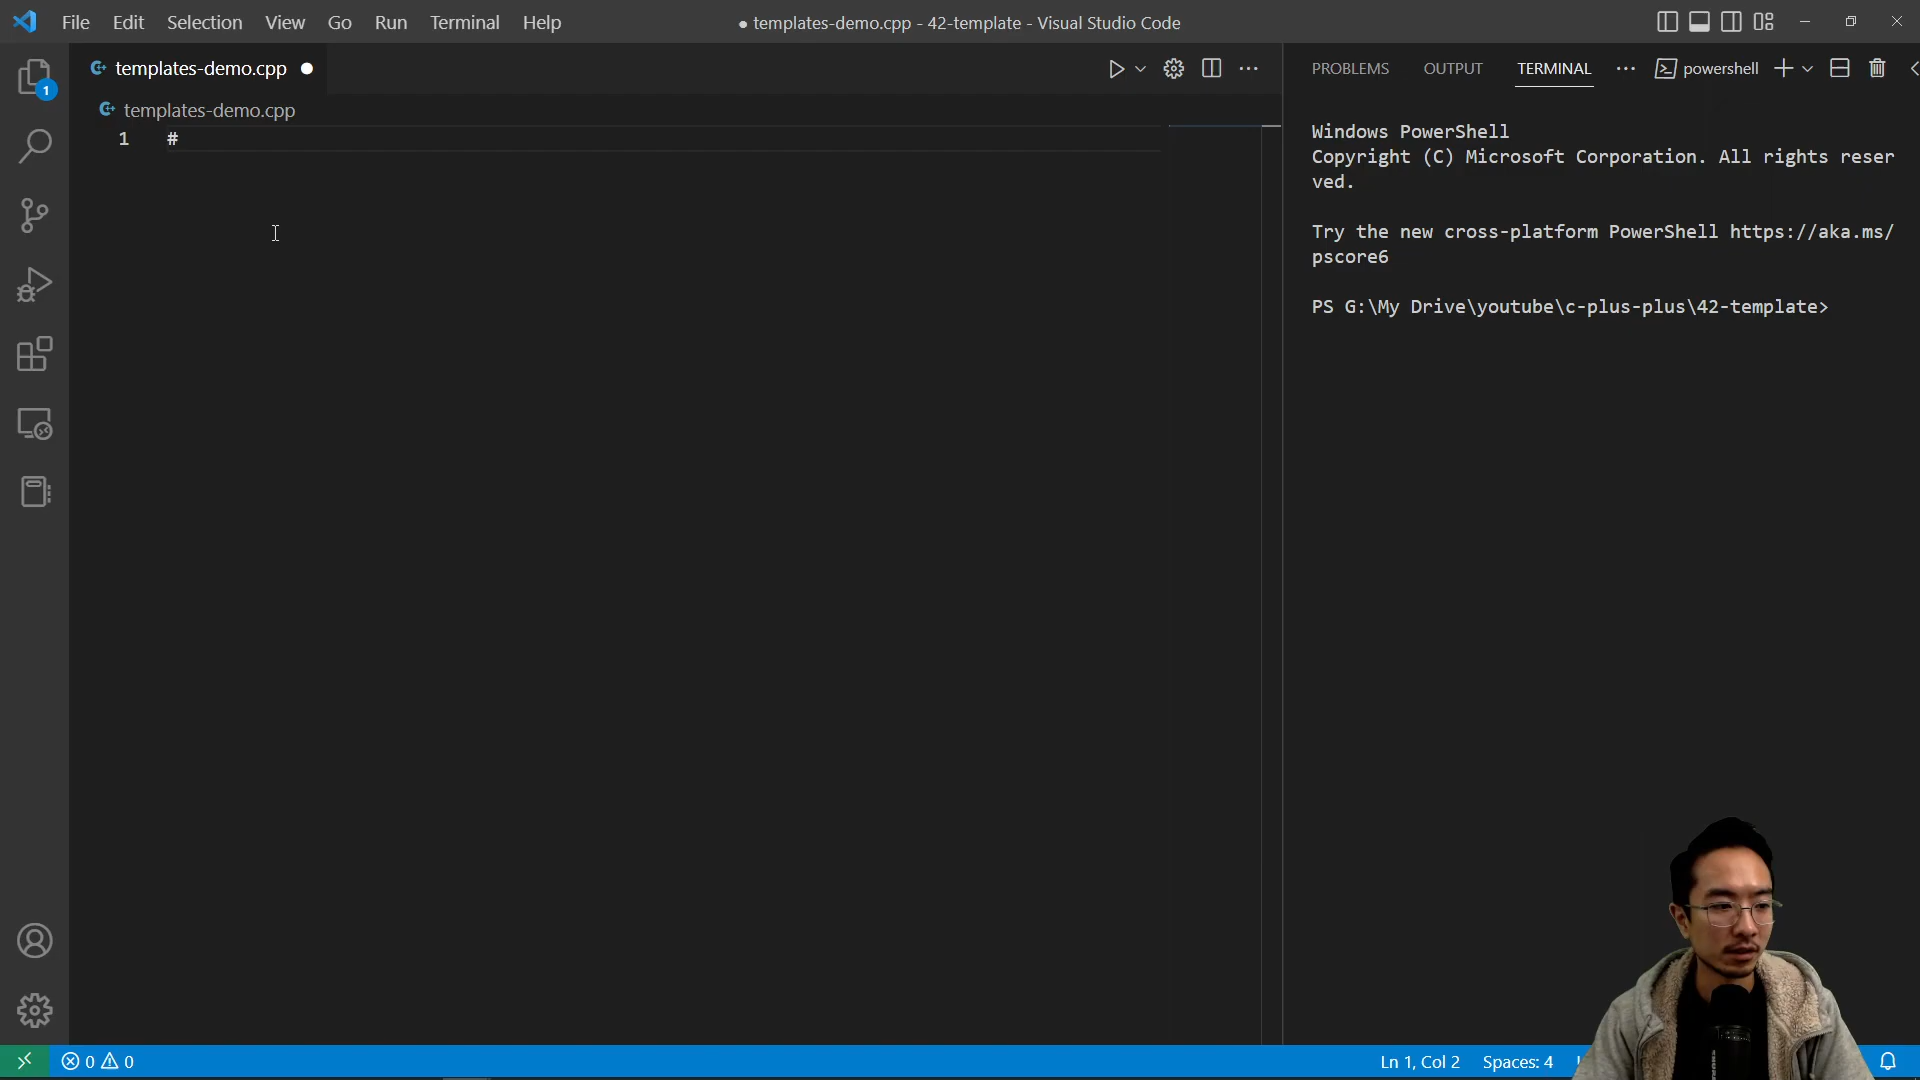 File Edit Selection View Go Run Terminal Help
● templates-demo.cpp - 42-template - Visual Studio Code
templates-demo.cpp
PROBLEMS OUTPUT TERMINAL ··· powershell
1
templates-demo.cpp
1 #
Windows PowerShell
Copyright (C) Microsoft Corporation. All rights reser
ved.
Try the new cross-platform PowerShell https://aka.ms/
pscore6
PS G:\My Drive\youtube\c-plus-plus\42-template>
0 0
Ln 1, Col 2 Spaces: 4